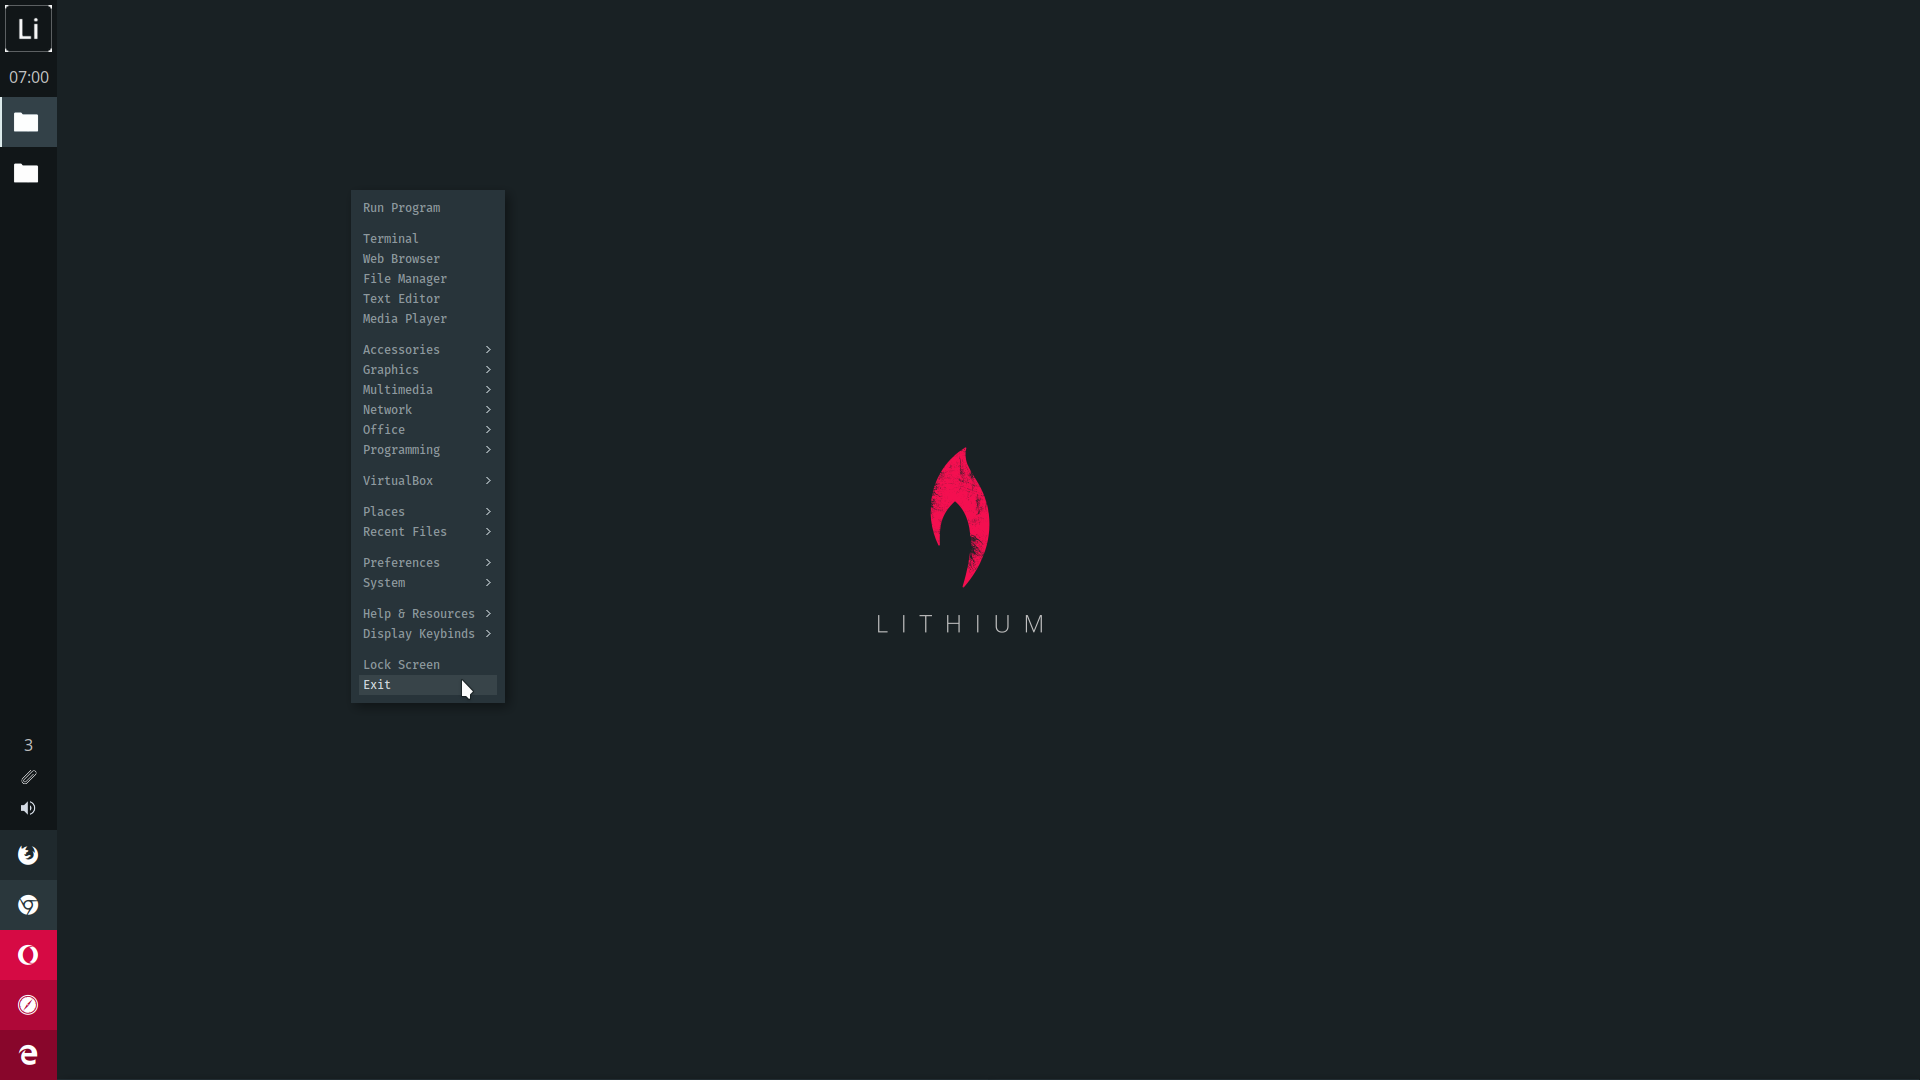 Li
07:00
Run Program
Terminal
Web Browser
File Manager
Text Editor
Media Player
Accessories
Graphics
Multimedia
Network
Office
Programming
VirtualBox
Places
Recent Files
Preferences
System
Help & Resources
Display Keybinds
Lock Screen
Exit
LITHIUM
3